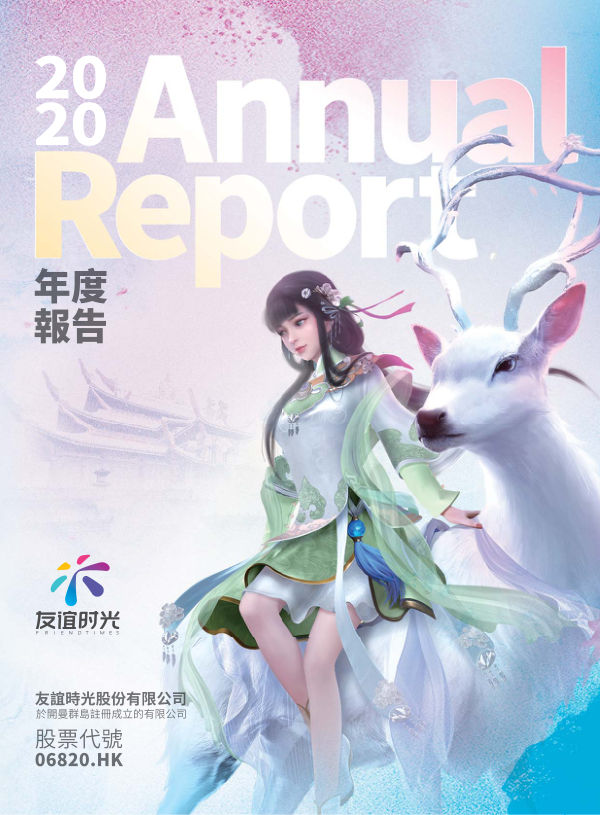 2020 Annual
Report
年度
報告
友谊时光
FRIENDTIMES
友誼時光股份有限公司
於開曼群島註冊成立的有限公司
股票代號
06820.HK